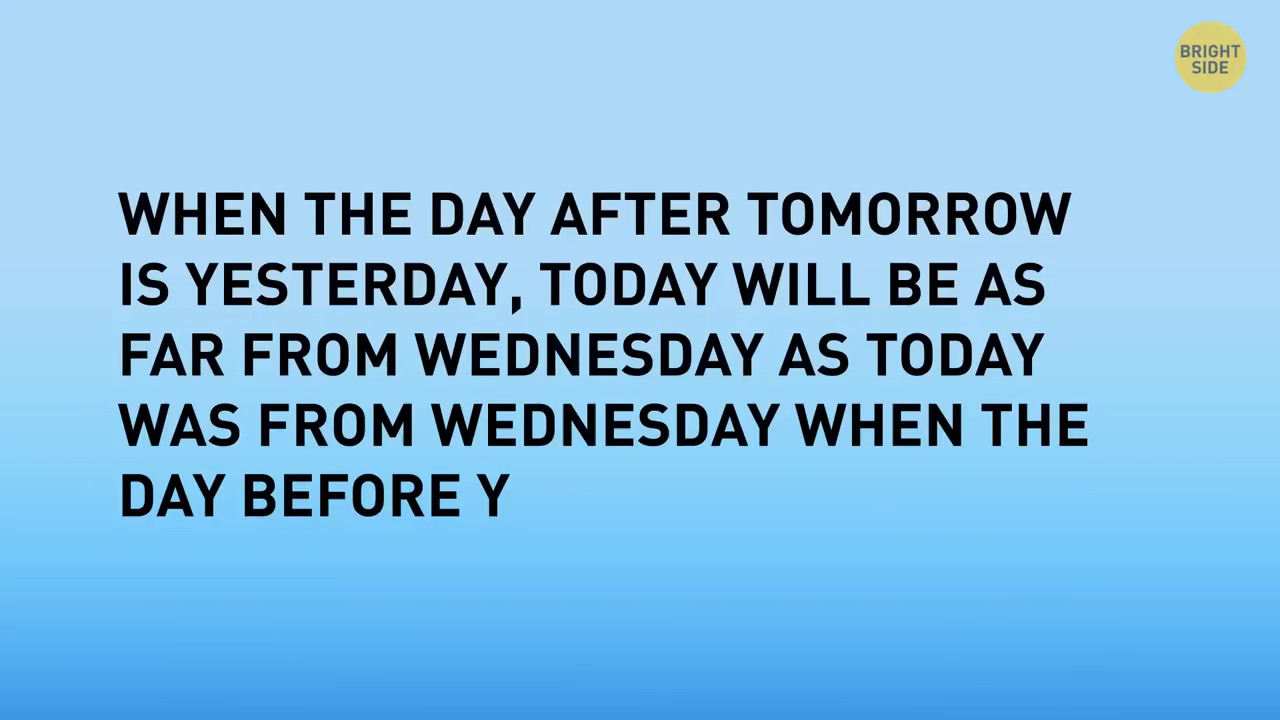 BRIGHT
SIDE
WHEN THE DAY AFTER TOMORROW
IS YESTERDAY, TODAY WILL BE AS
FAR FROM WEDNESDAY AS TODAY
WAS FROM WEDNESDAY WHEN THE
DAY BEFORE Y